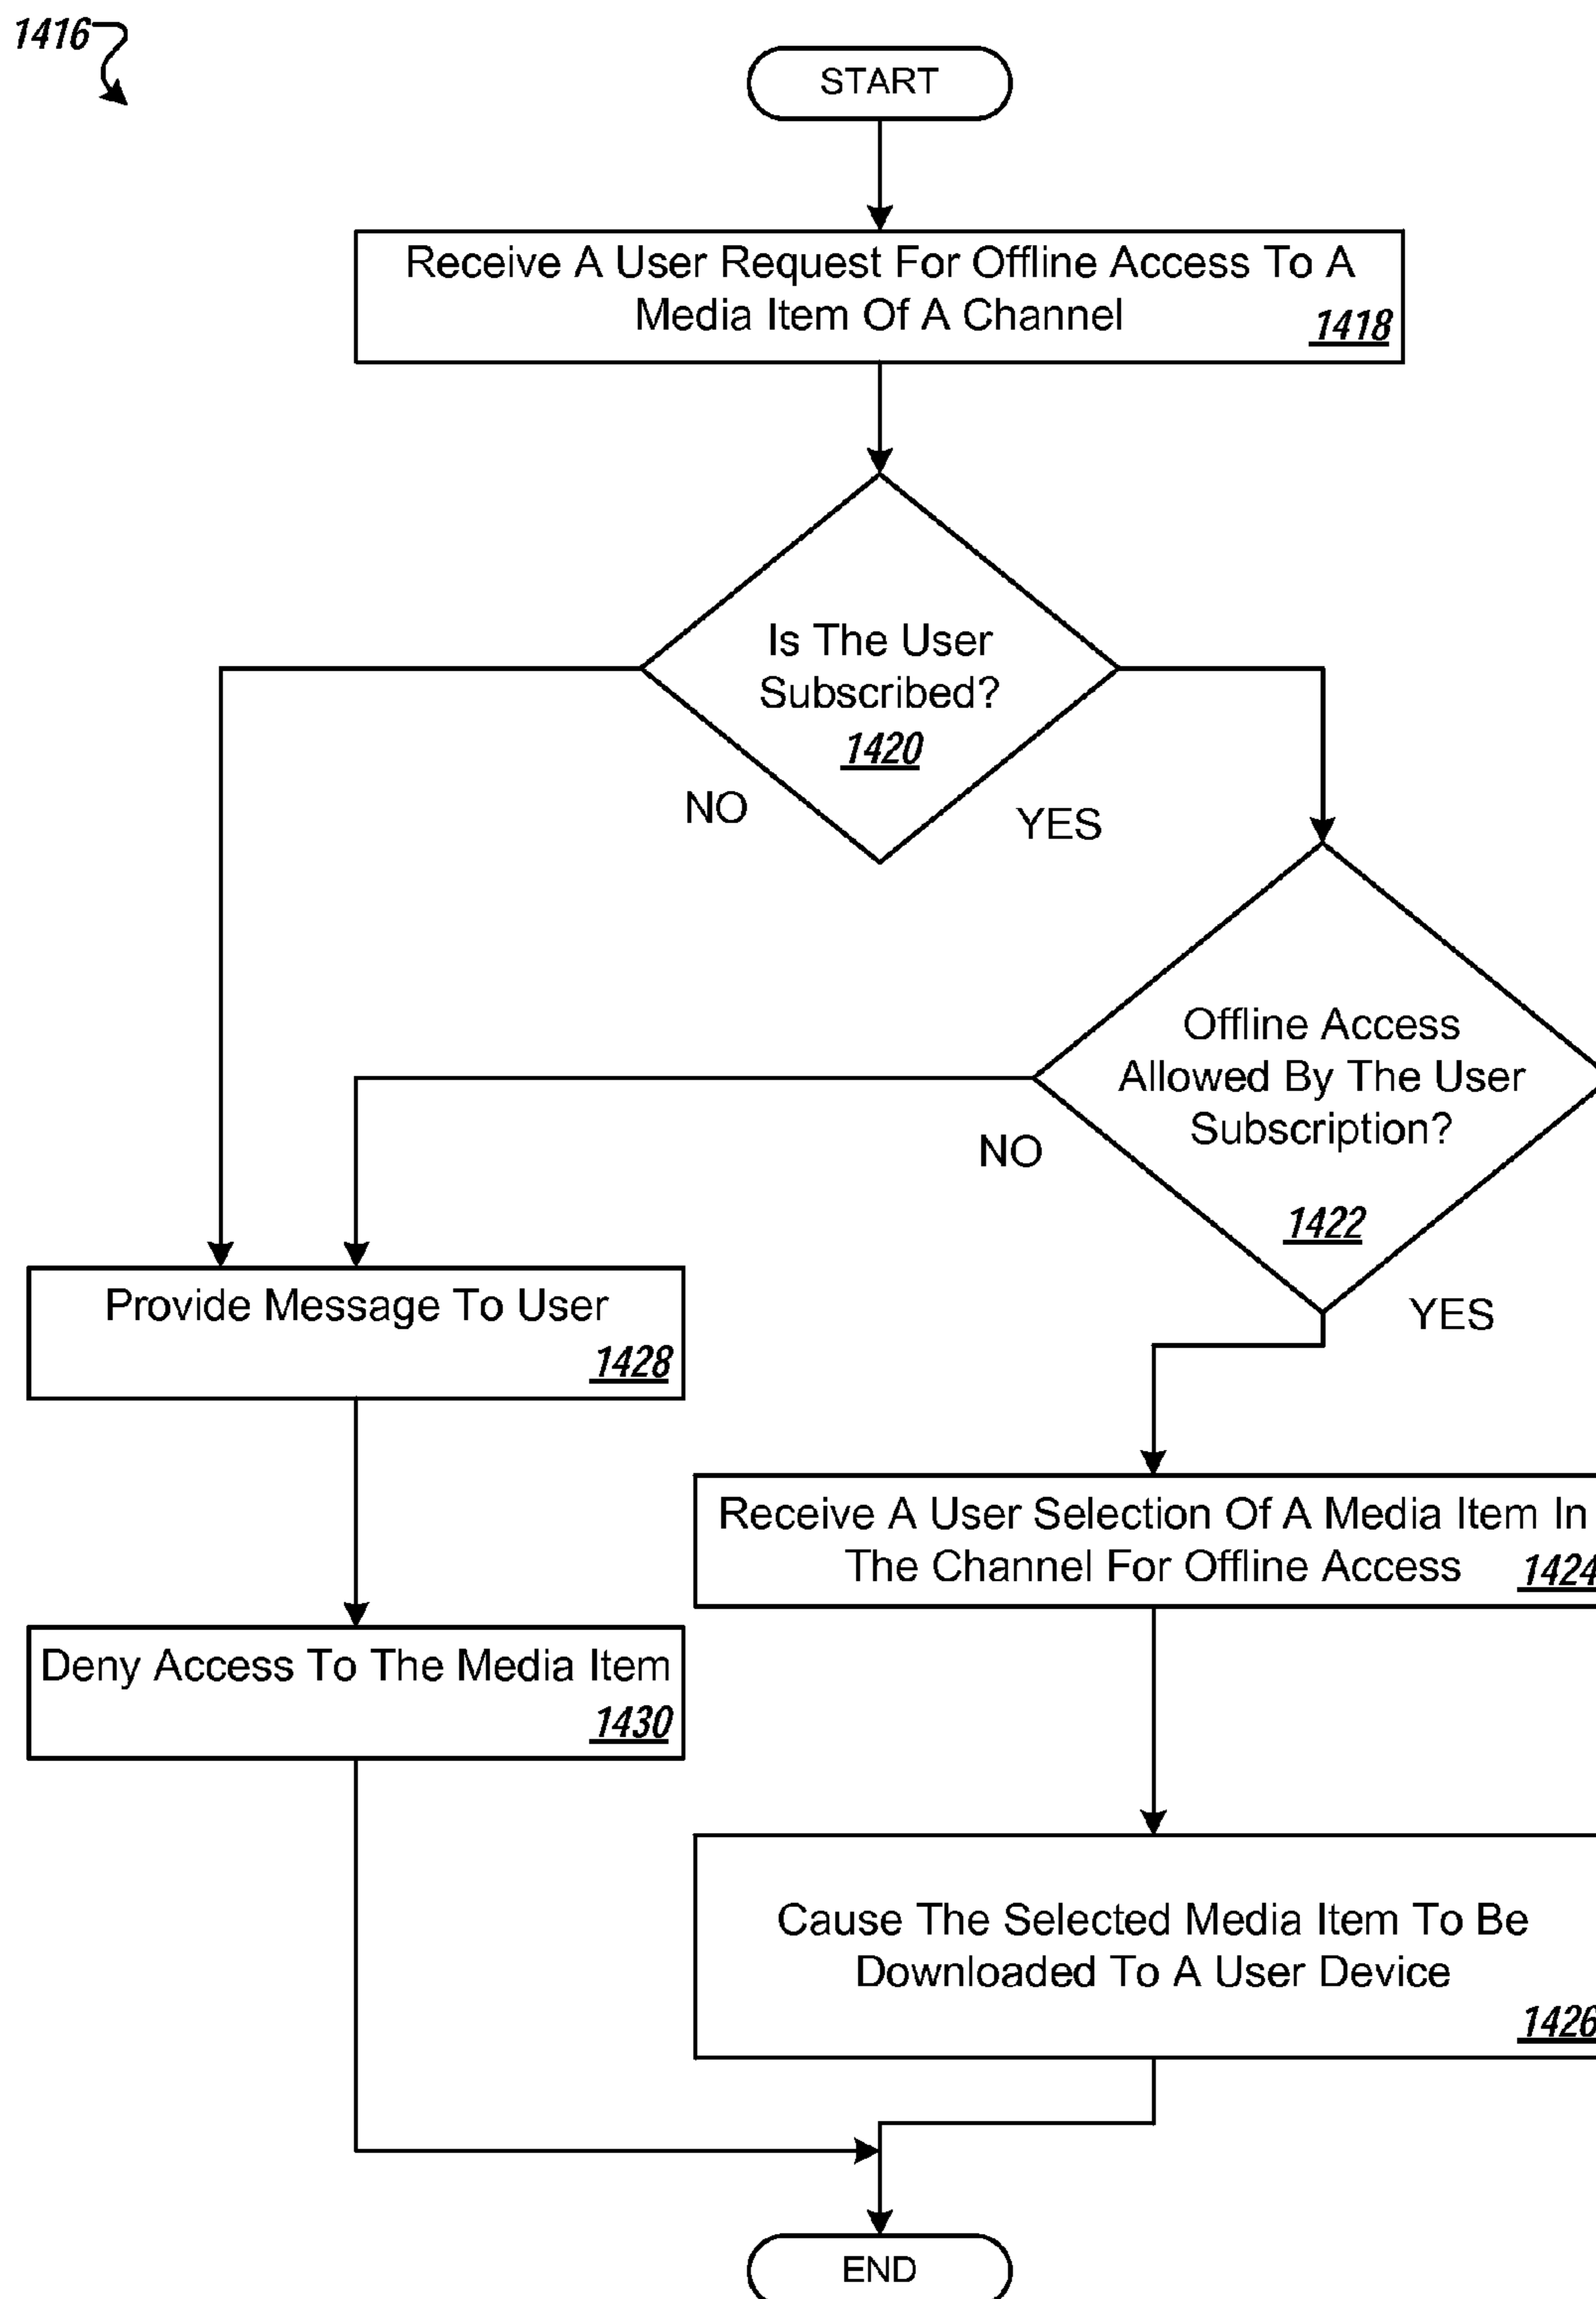 1416
START
Receive A User Request For Offline Access To A
Media Item Of A Channel
1418
Is The User
Subscribed?
1420
NO
YES
Offline Access
Allowed By The User
Subscription?
1422
NO
YES
Provide Message To User
1428
Receive A User Selection Of A Media Item In
The Channel For Offline Access
1424
Deny Access To The Media Item
1430
Cause The Selected Media Item To Be
Downloaded To A User Device
1426
END